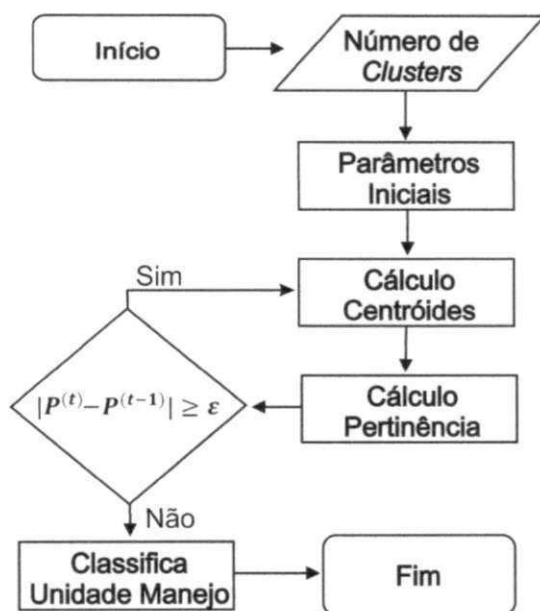 Início
Número de
Clusters
Parâmetros
Iniciais
Sim
Cálculo
Centróides
|P^(t)–P^(t−1)| ≥ ε
Cálculo
Pertinência
Não
Classifica
Unidade Manejo
Fim